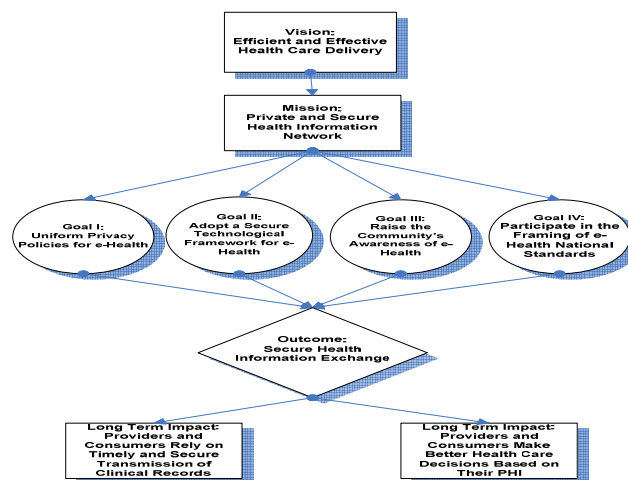 Vision:
Efficient and Effective
Health Care Delivery
Mission:
Private and Secure
Health Information
Network
Goal I:
Uniform Privacy
Policies for e-Health
Goal II:
Adopt a Secure
Technological
Framework for e-
Health
Goal III:
Raise the
Community's
Awareness of e-
Health
Goal IV:
Participate in the
Framing of e-
Health National
Standards
Outcome:
Secure Health
Information Exchange
Long Term Impact:
Providers and
Consumers Rely on
Timely and Secure
Transmission of
Clinical Records
Long Term Impact:
Providers and
Consumers Make
Better Health Care
Decisions Based on
Their PHI